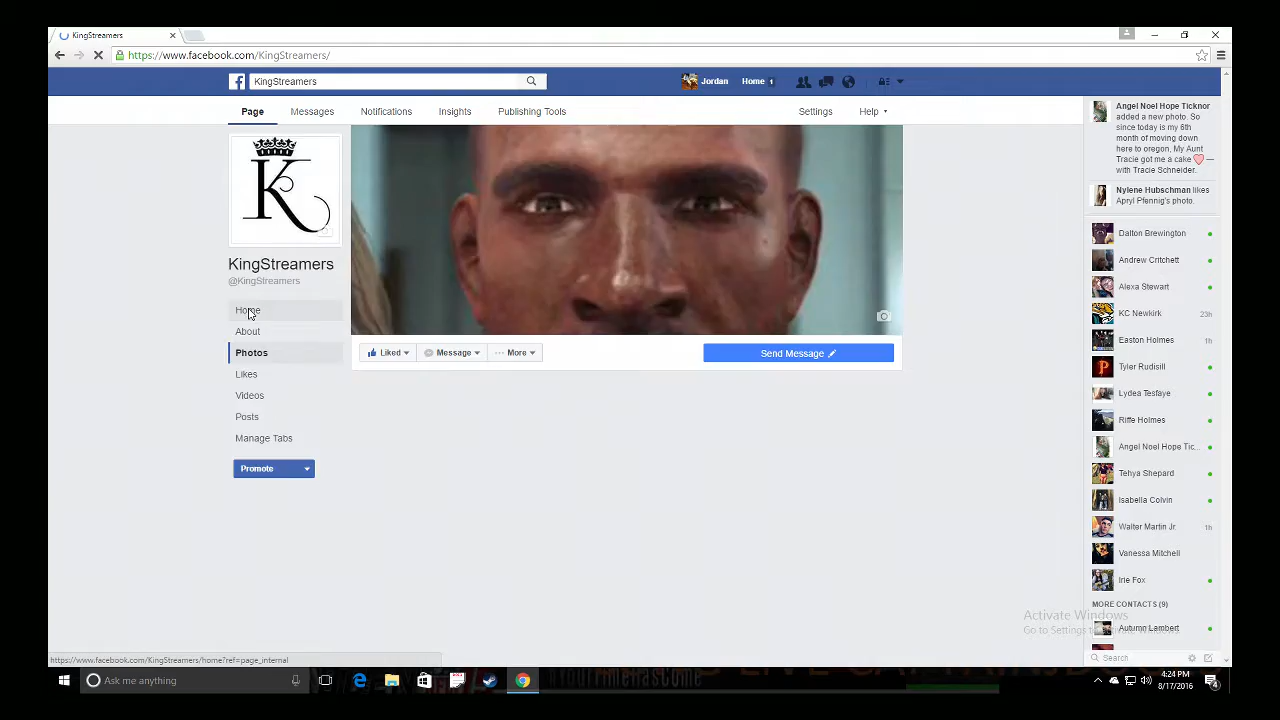 KingStreamers
https://www.facebook.com/KingStreamers/
KingStreamers
Jordan
Home 1
Page
Messages
Notifications
Insights
Publishing Tools
Settings
Help
K
KingStreamers
@KingStreamers
Home
About
Photos
Likes
Videos
Posts
Manage Tabs
Promote
Liked
Message
More
Send Message
Angel Noel Hope Ticknor
added a new photo. So
since today is my 6th
month of moving down
here to oregon, My Aunt
Tracie got me a cake —
with Tracie Schneider.
Nylene Hubschman likes
Apryl Pfennig's photo.
Dalton Brewington
Andrew Critchett
Alexa Stewart
KC Newkirk 23h
Easton Holmes 1h
Tyler Rudisill
Lydea Tesfaye
Riffe Holmes
Angel Noel Hope Tic...
Tehya Shepard
Isabella Colvin
Walter Martin Jr. 1h
Vanessa Mitchell
Irie Fox
MORE CONTACTS (9)
Activate Windows
Go to Settings to Activate Windows.
Autumn Lambert
Search
https://www.facebook.com/KingStreamers/home?ref=page_internal
Ask me anything
4:24 PM
8/17/2016
4